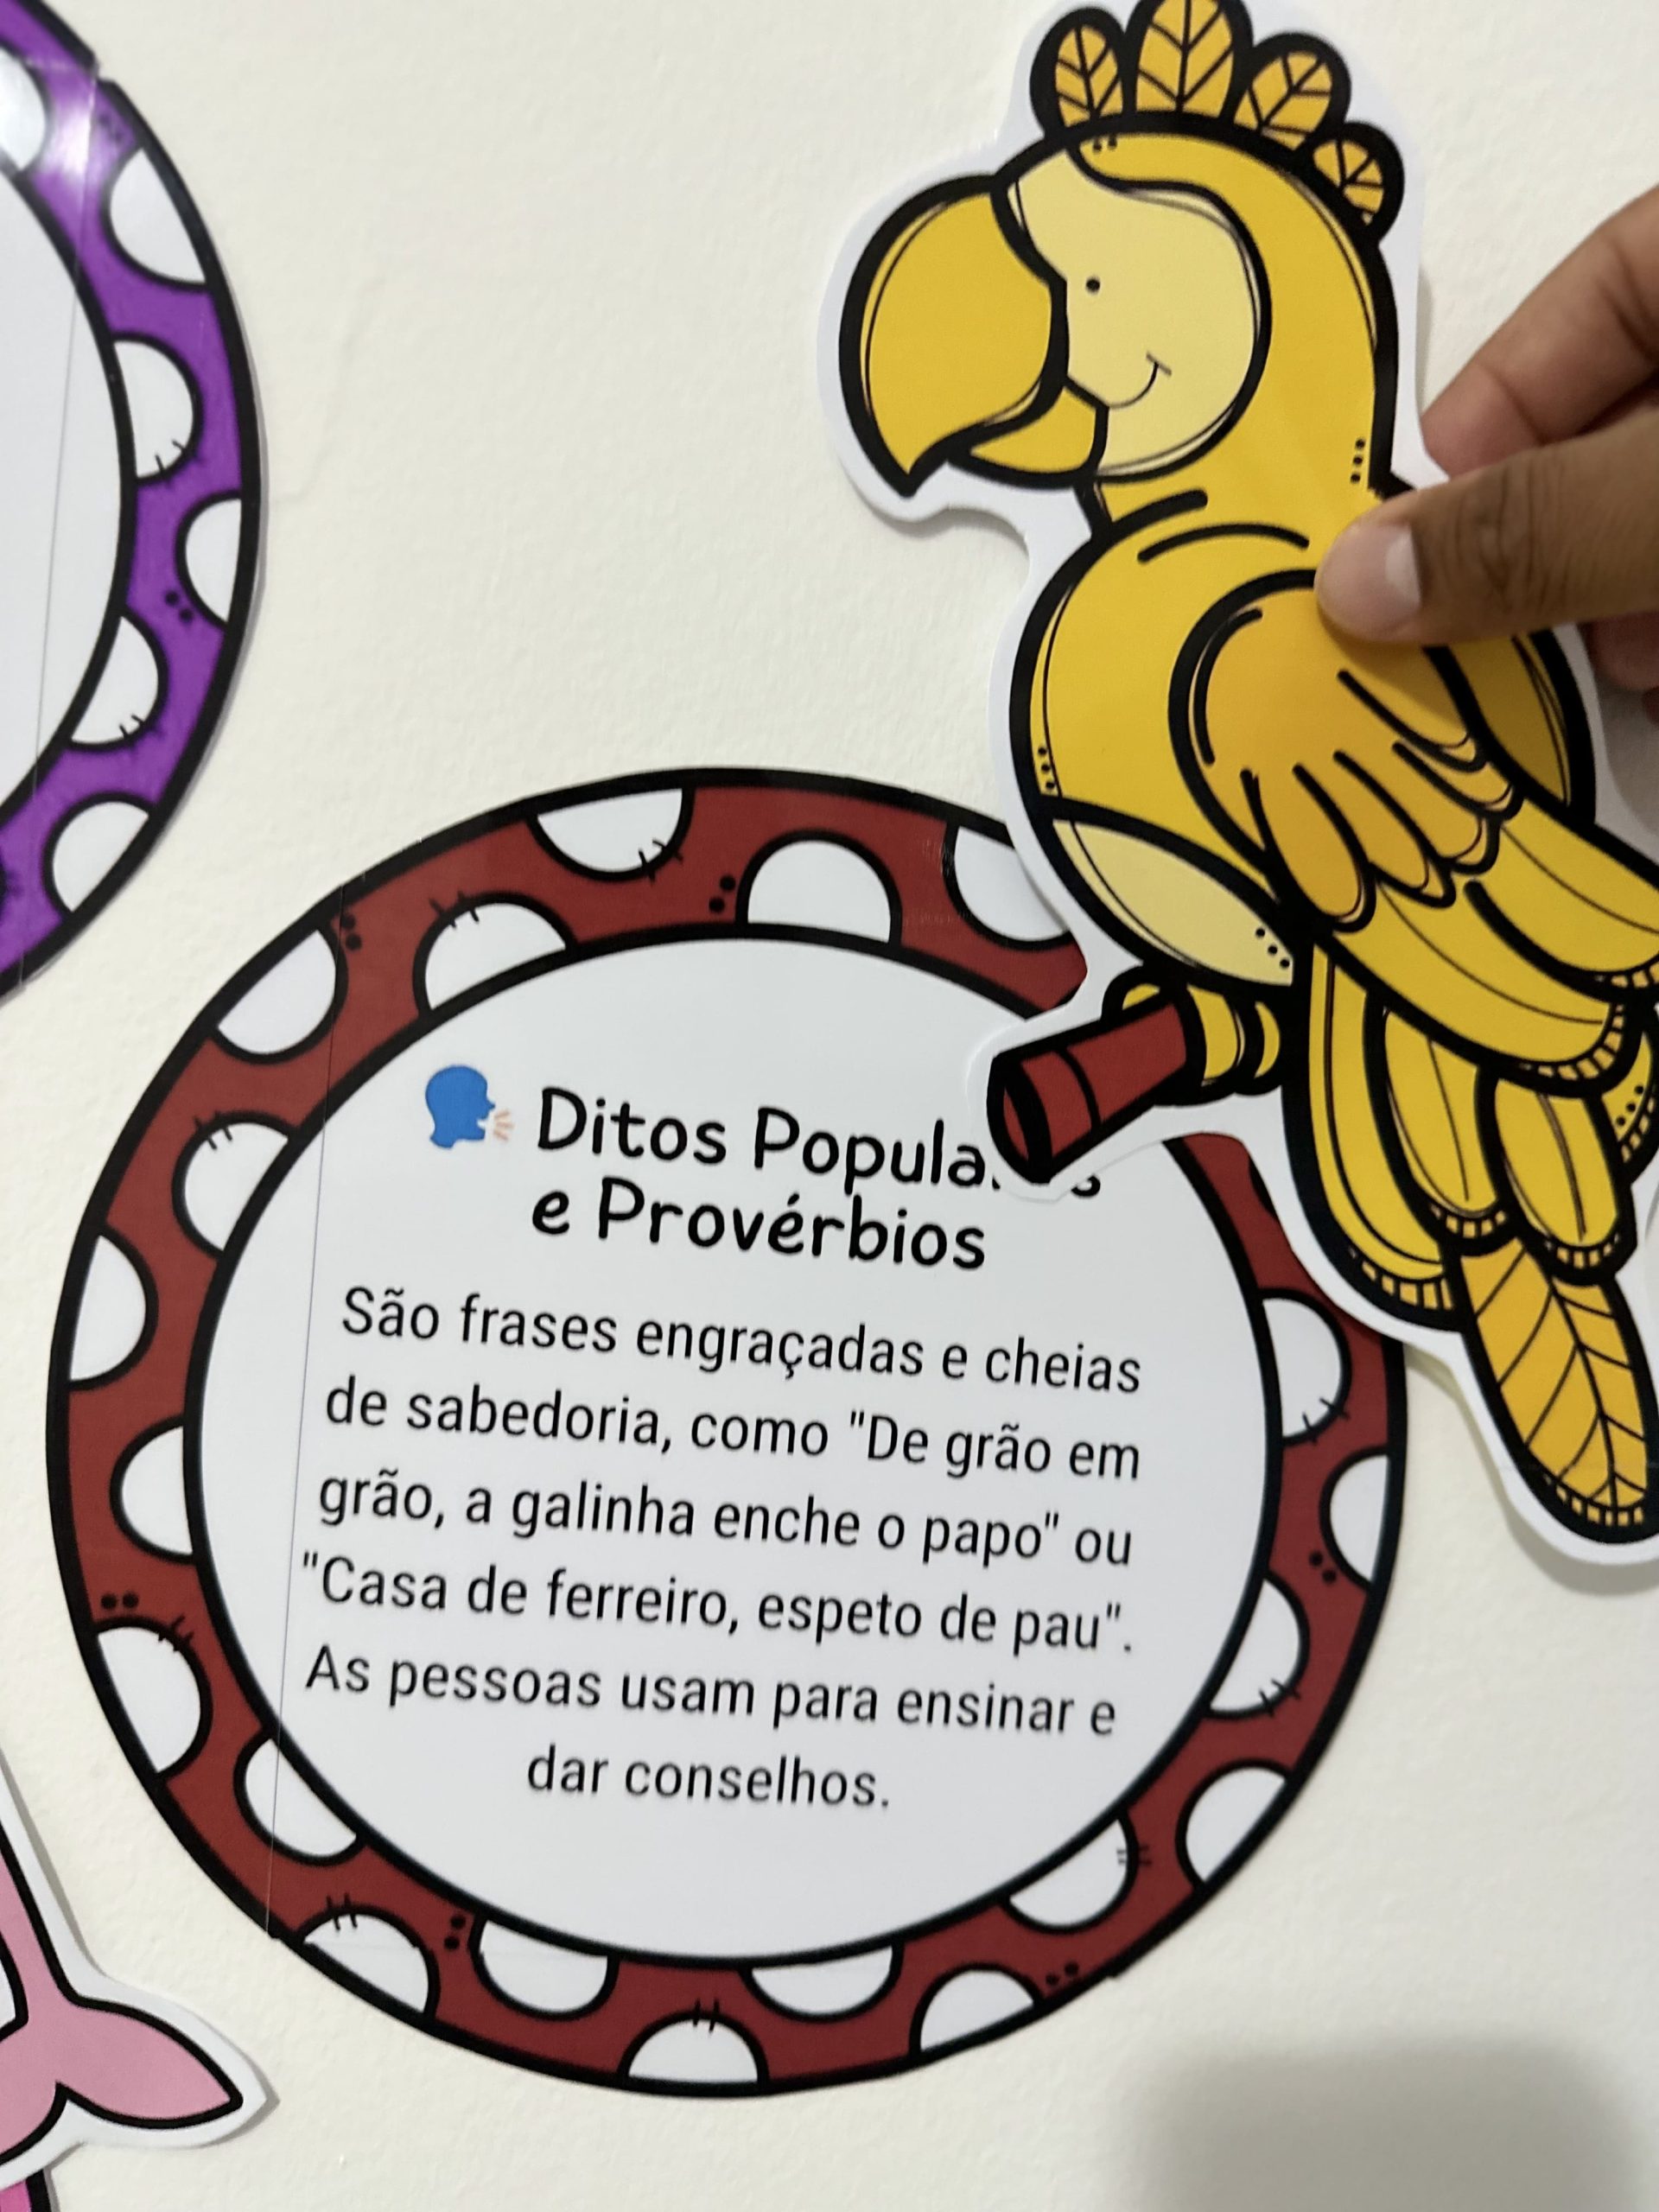 Ditos
e Provérbios
São frases engraçadas e cheias
de sabedoria, como "De grão em
grão, a galinha enche o papo" ou
"Casa de ferreiro, espeto de pau".
As pessoas usam para ensinar e
dar conselhos.